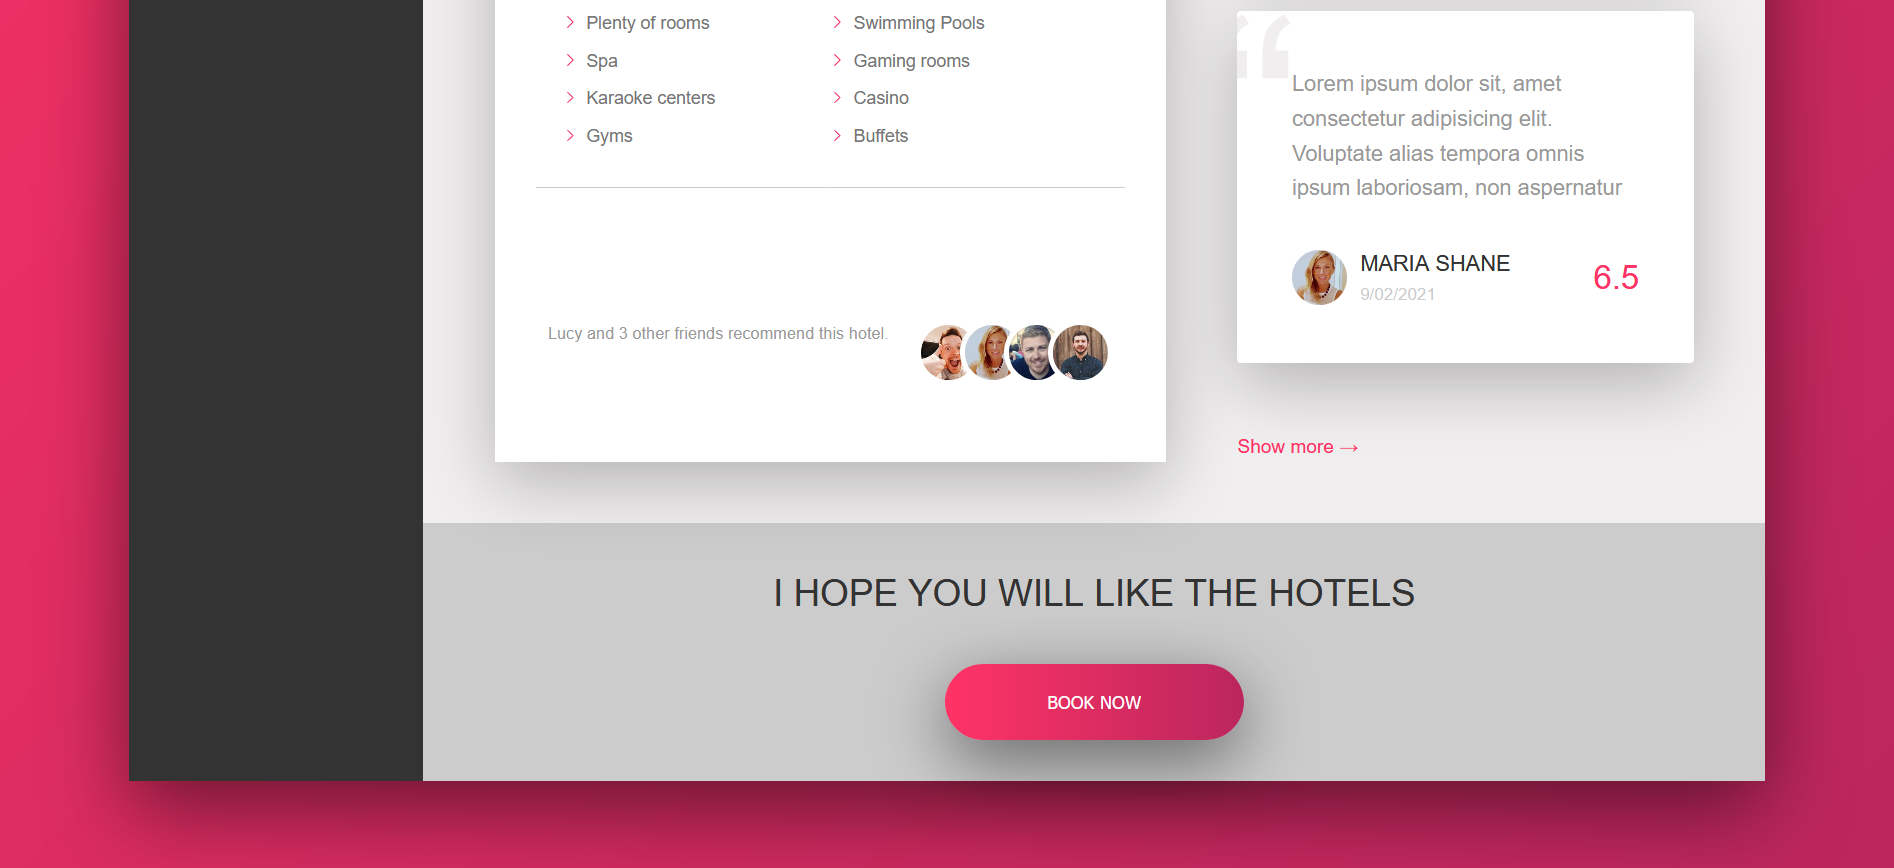 Plenty of rooms
Swimming Pools
Spa
Gaming rooms
Karaoke centers
Casino
Gyms
Buffets
Lucy and 3 other friends recommend this hotel.
“
Lorem ipsum dolor sit, amet
consectetur adipisicing elit.
Voluptate alias tempora omnis
ipsum laboriosam, non aspernatur
MARIA SHANE
9/02/2021
6.5
Show more →
I HOPE YOU WILL LIKE THE HOTELS
BOOK NOW